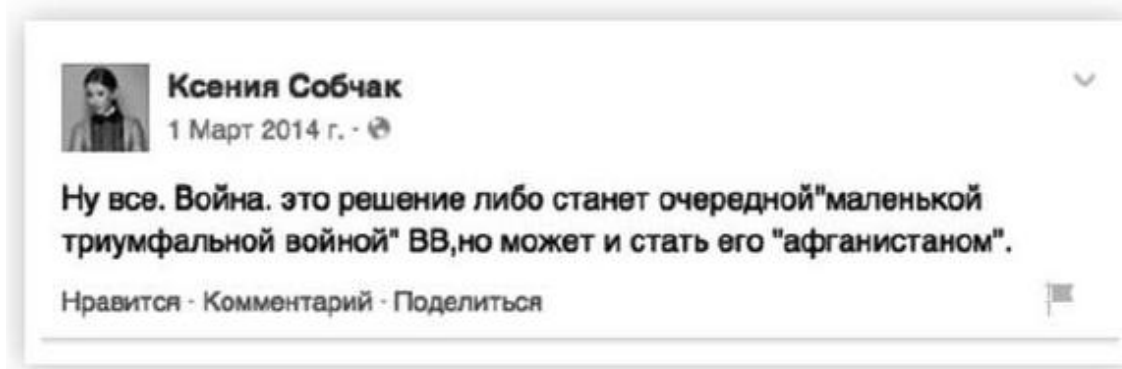 Ксения Собчак
1 Март 2014 г. ·
Ну все. Война. это решение либо станет очередной"маленькой
триумфальной войной" ВВ,но может и стать его "афганистаном".
Нравится · Комментарий · Поделиться